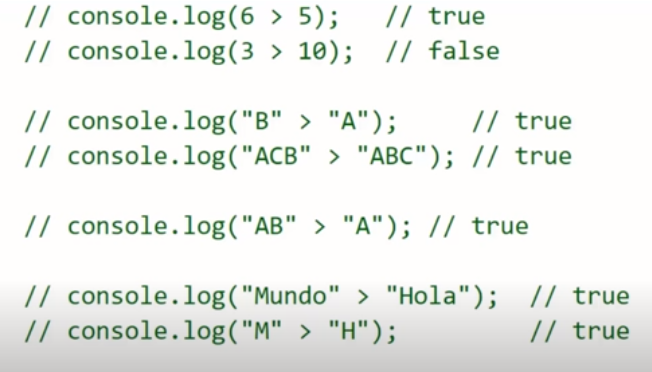 // console.log(6 > 5);   // true
// console.log(3 > 10);  // false
// console.log("B" > "A");     // true
// console.log("ACB" > "ABC"); // true
// console.log("AB" > "A"); // true
// console.log("Mundo" > "Hola");  // true
// console.log("M" > "H");         // true